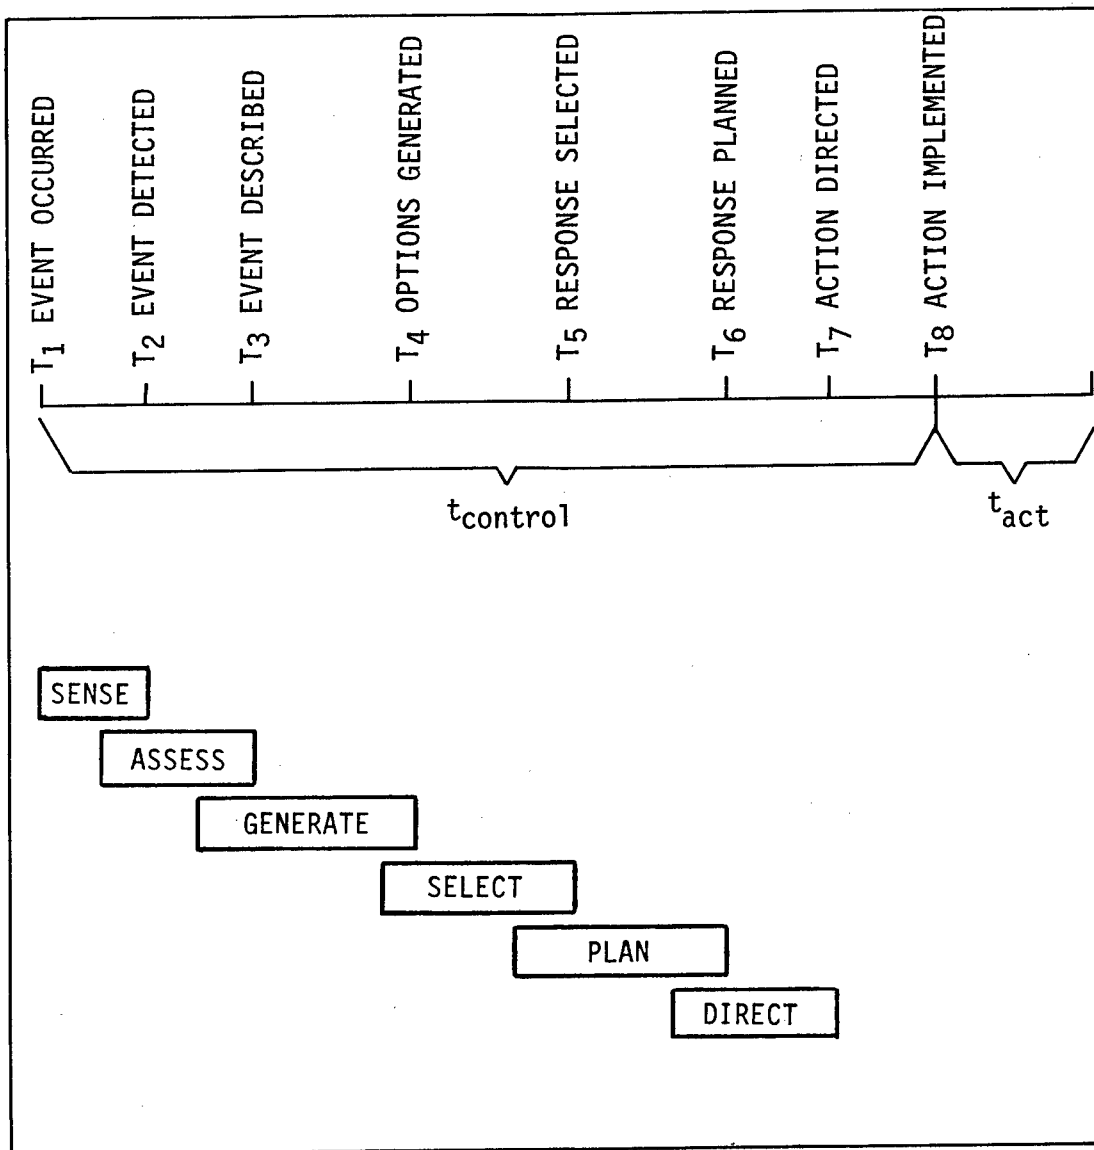 T1 EVENT OCCURRED
T2 EVENT DETECTED
T3 EVENT DESCRIBED
T4 OPTIONS GENERATED
T5 RESPONSE SELECTED
T6 RESPONSE PLANNED
T7 ACTION DIRECTED
T8 ACTION IMPLEMENTED
tcontrol
tact
SENSE
ASSESS
GENERATE
SELECT
PLAN
DIRECT